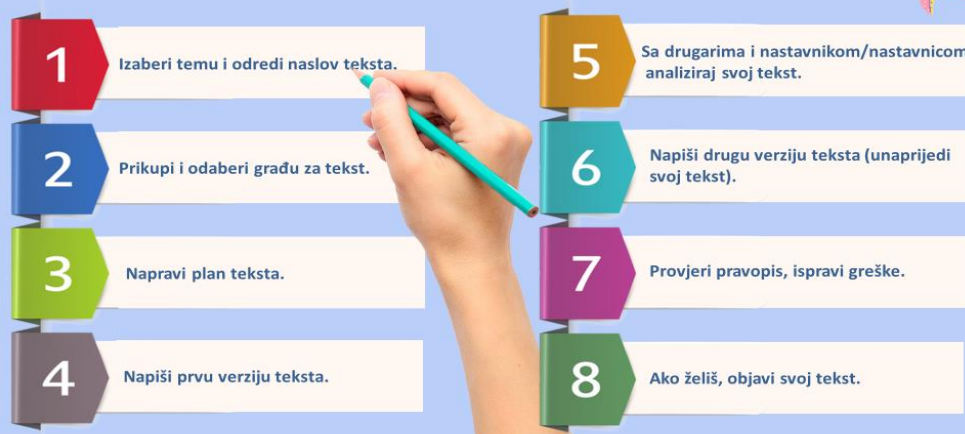 1
Izaberi temu i odredi naslov teksta.
2
Prikupi i odaberi građu za tekst.
3
Napravi plan teksta.
4
Napiši prvu verziju teksta.
5
Sa drugarima i nastavnikom/nastavnicom
analiziraj svoj tekst.
6
Napiši drugu verziju teksta (unaprijedi
svoj tekst).
7
Provjeri pravopis, ispravi greške.
8
Ako želiš, objavi svoj tekst.